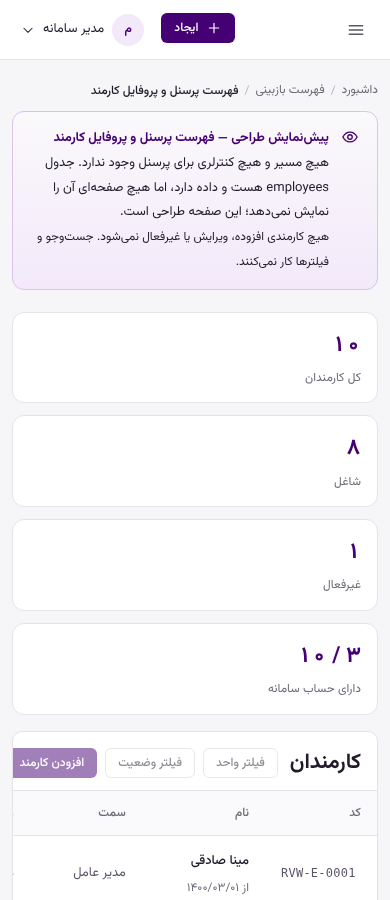 ایجاد
م
مدیر سامانه
داشبورد / فهرست بازبینی / فهرست پرسنل و پروفایل کارمند
پیش‌نمایش طراحی — فهرست پرسنل و پروفایل کارمند
هیچ مسیر و هیچ کنترلری برای پرسنل وجود ندارد. جدول
employees هست و داده دارد، اما هیچ صفحه‌ای آن را
نمایش نمی‌دهد؛ این صفحه طراحی است.
هیچ کارمندی افزوده، ویرایش یا غیرفعال نمی‌شود. جست‌وجو و
فیلترها کار نمی‌کنند.
۱۰
کل کارمندان
۸
شاغل
۱
غیرفعال
۳ / ۱۰
دارای حساب سامانه
کارمندان
فیلتر واحد
فیلتر وضعیت
افزودن کارمند
کد
نام
سمت
RVW-E-0001
مینا صادقی
مدیر عامل
از ۱۴۰۰/۰۳/۰۱